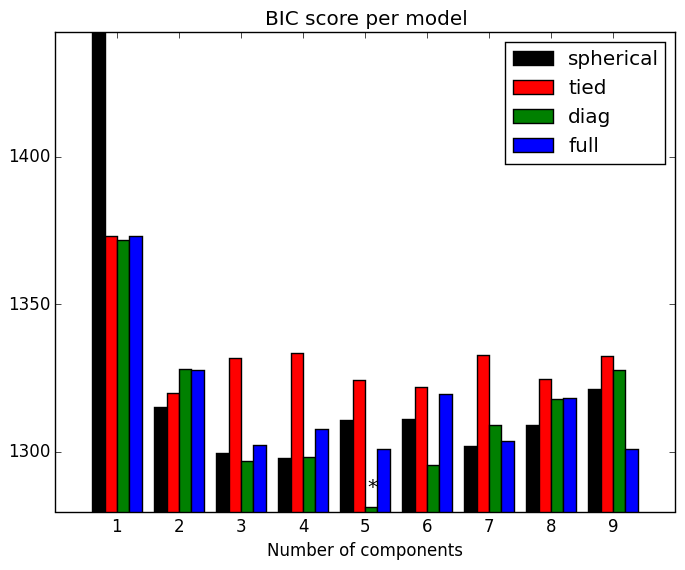 BIC score per model
spherical
tied
diag
full
1400
1350
1300
*
1 2 3 4 5 6 7 8 9
Number of components